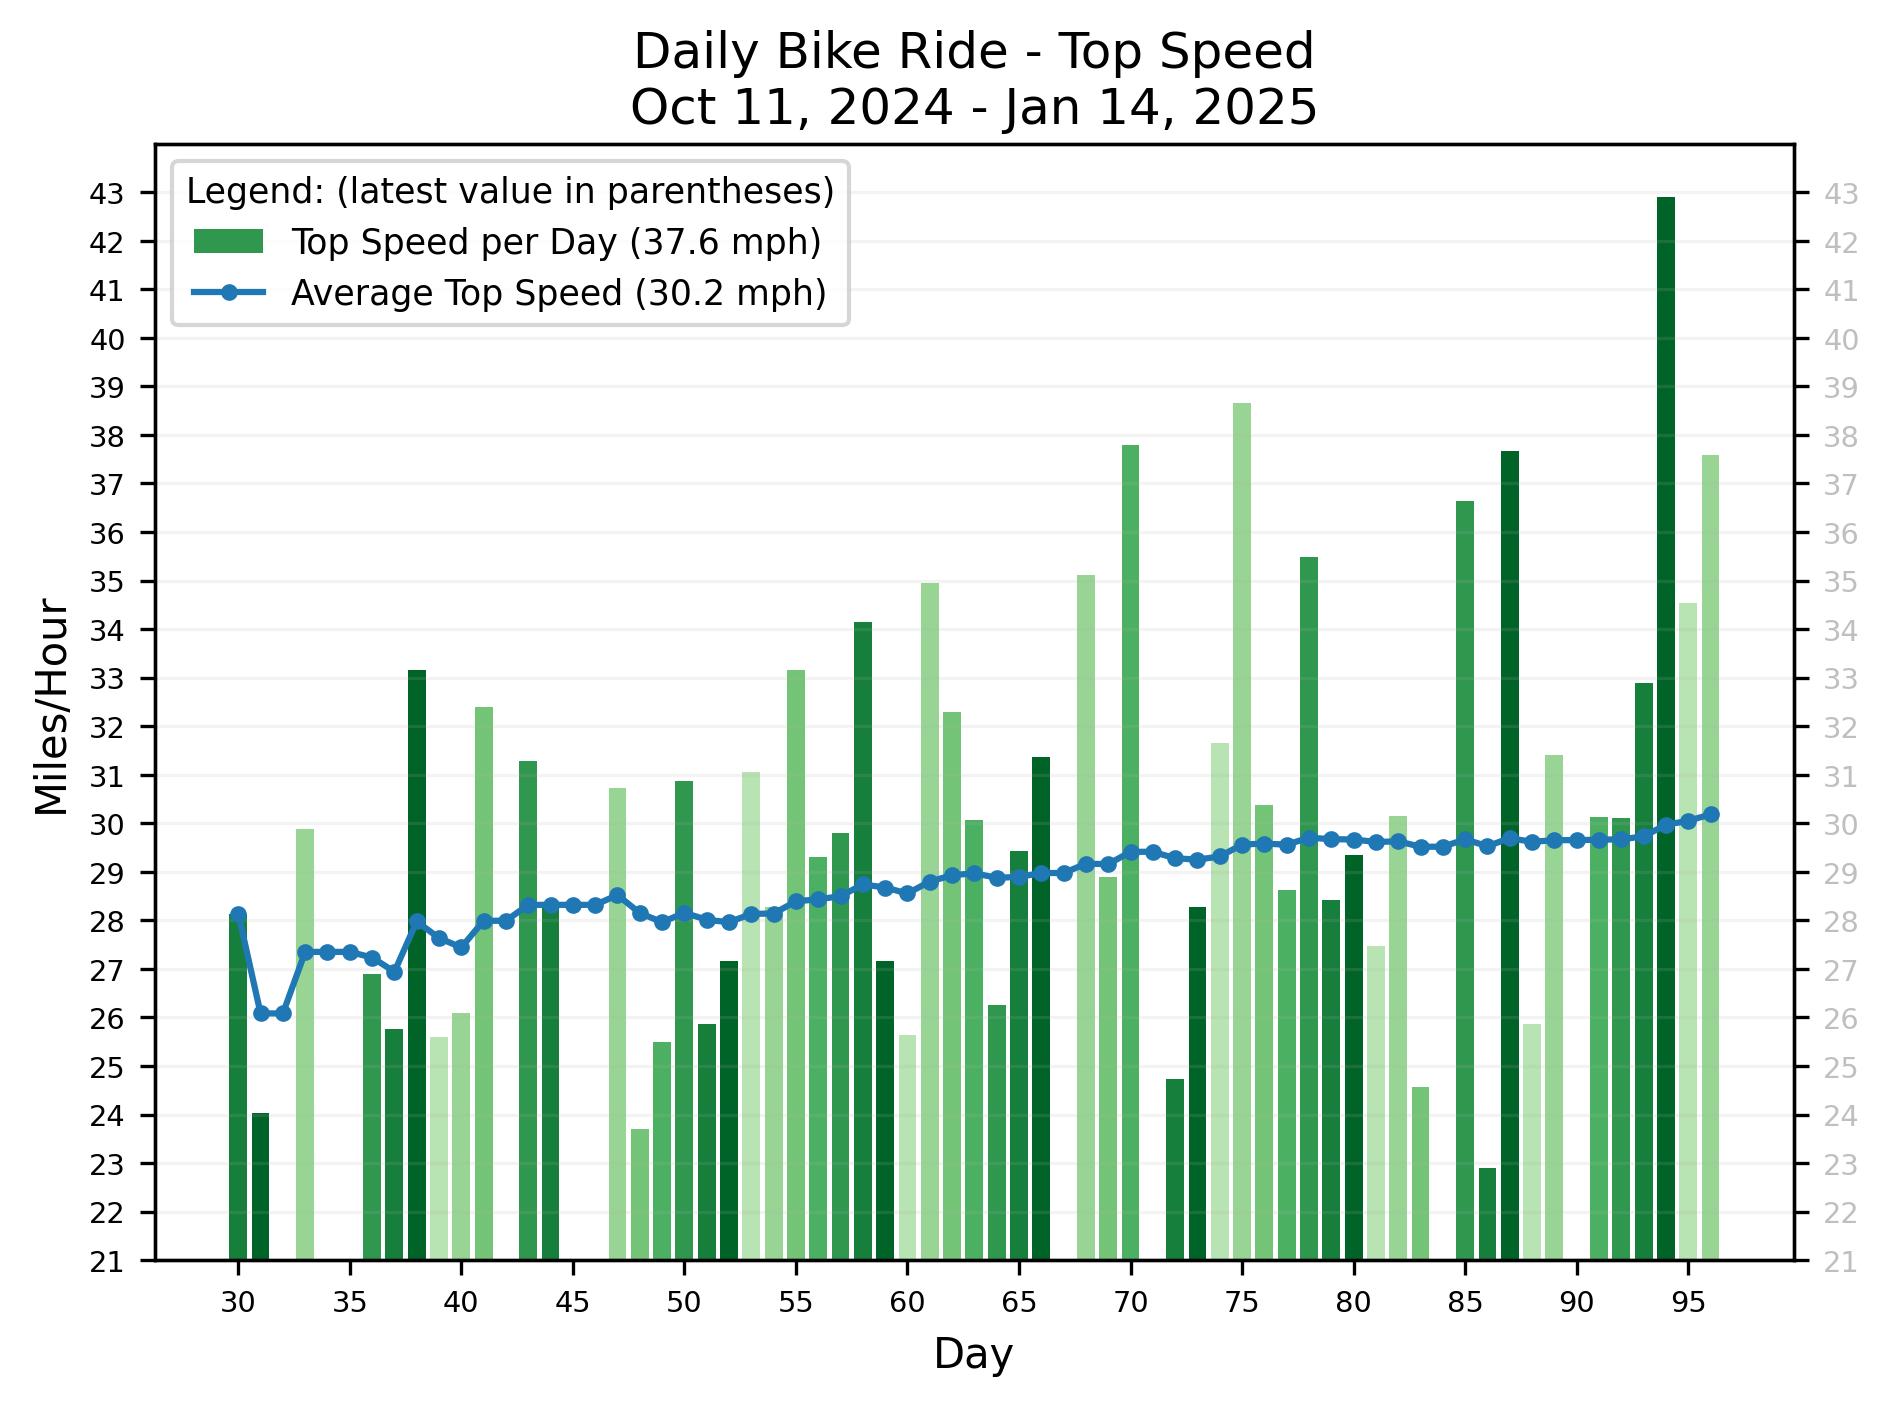 Daily Bike Ride - Top Speed
Oct 11, 2024 - Jan 14, 2025
Legend: (latest value in parentheses)
Top Speed per Day (37.6 mph)
Average Top Speed (30.2 mph)
Miles/Hour
43 43
42 42
41 41
40 40
39 39
38 38
37 37
36 36
35 35
34 34
33 33
32 32
31 31
30 30
29 29
28 28
27 27
26 26
25 25
24 24
23 23
22 22
21 21
30 35 40 45 50 55 60 65 70 75 80 85 90 95
Day